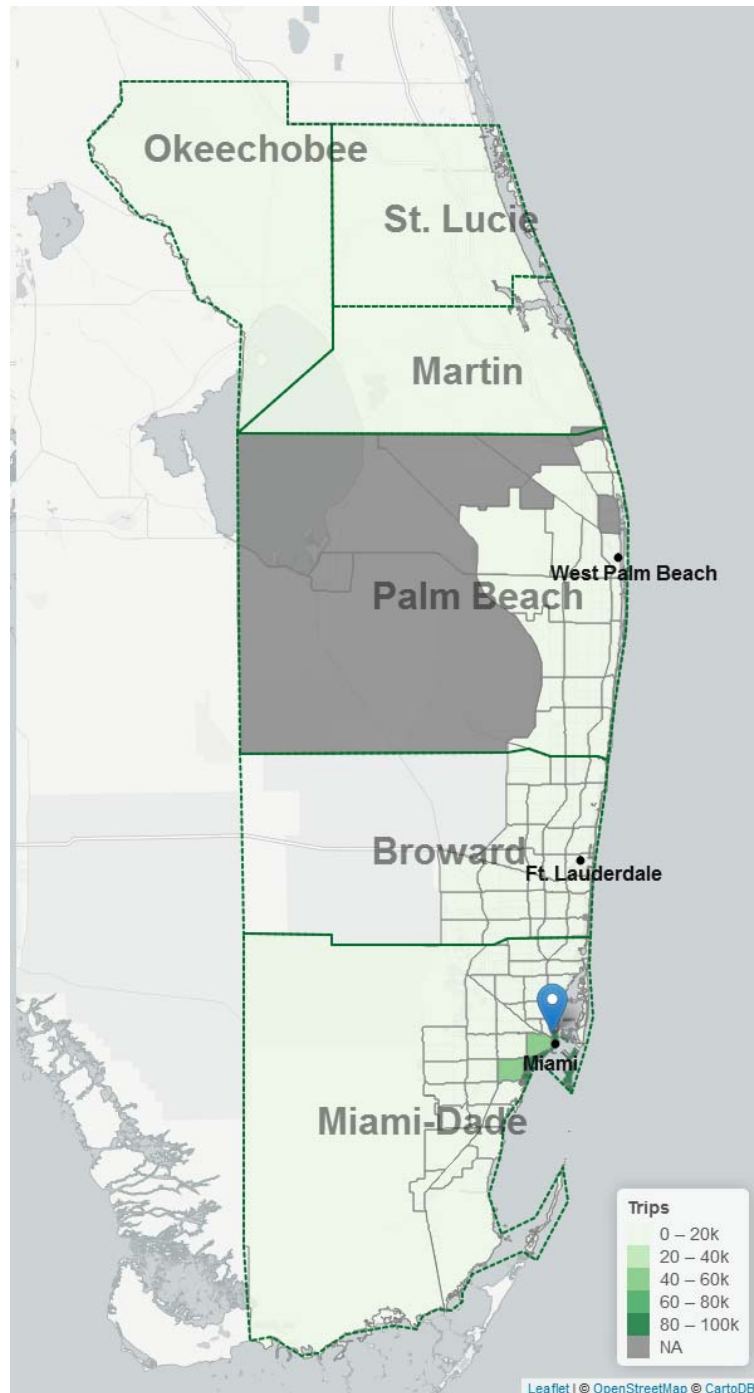 Okeechobee
St. Lucie
Martin
West Palm Beach
Palm Beach
Broward
Ft. Lauderdale
Miami
Miami-Dade
Trips
0 – 20k
20 – 40k
40 – 60k
60 – 80k
80 – 100k
NA
Leaflet | © OpenStreetMap © CartoDB